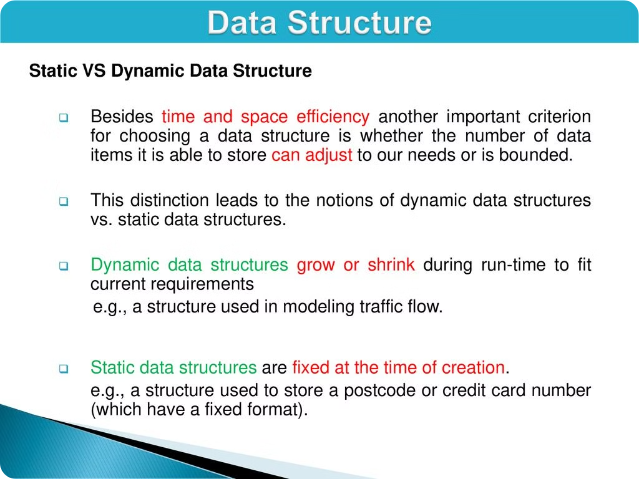 Data Structure
Static VS Dynamic Data Structure
❑ Besides time and space efficiency another important criterion
for choosing a data structure is whether the number of data
items it is able to store can adjust to our needs or is bounded.
❑ This distinction leads to the notions of dynamic data structures
vs. static data structures.
❑ Dynamic data structures grow or shrink during run-time to fit
current requirements
e.g., a structure used in modeling traffic flow.
❑ Static data structures are fixed at the time of creation.
e.g., a structure used to store a postcode or credit card number
(which have a fixed format).